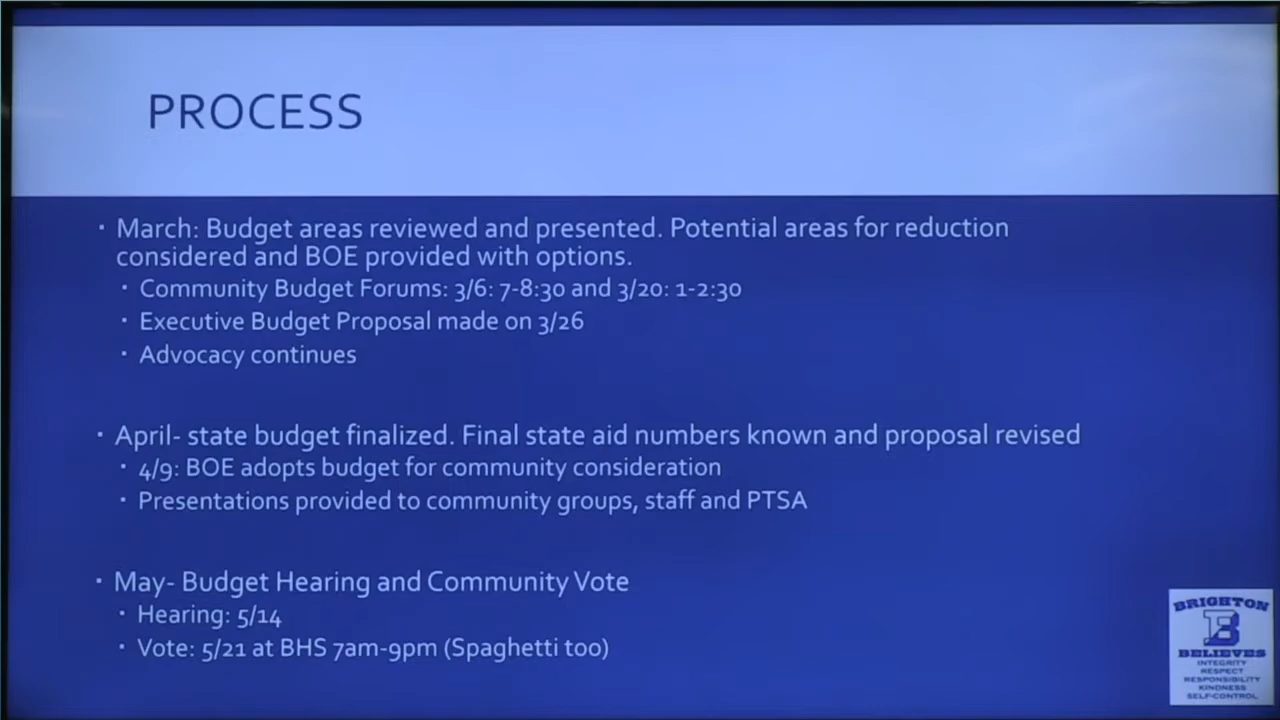 PROCESS
March: Budget areas reviewed and presented. Potential areas for reduction
considered and BOE provided with options.
Community Budget Forums: 3/6: 7-8:30 and 3/20: 1-2:30
Executive Budget Proposal made on 3/26
Advocacy continues
April- state budget finalized. Final state aid numbers known and proposal revised
4/9: BOE adopts budget for community consideration
Presentations provided to community groups, staff and PTSA
May- Budget Hearing and Community Vote
Hearing: 5/14
Vote: 5/21 at BHS 7am-9pm (Spaghetti too)
BRIGHTON
B
BELIEVES
INTEGRITY
RESPECT
RESPONSIBILITY
KINDNESS
SELF-CONTROL